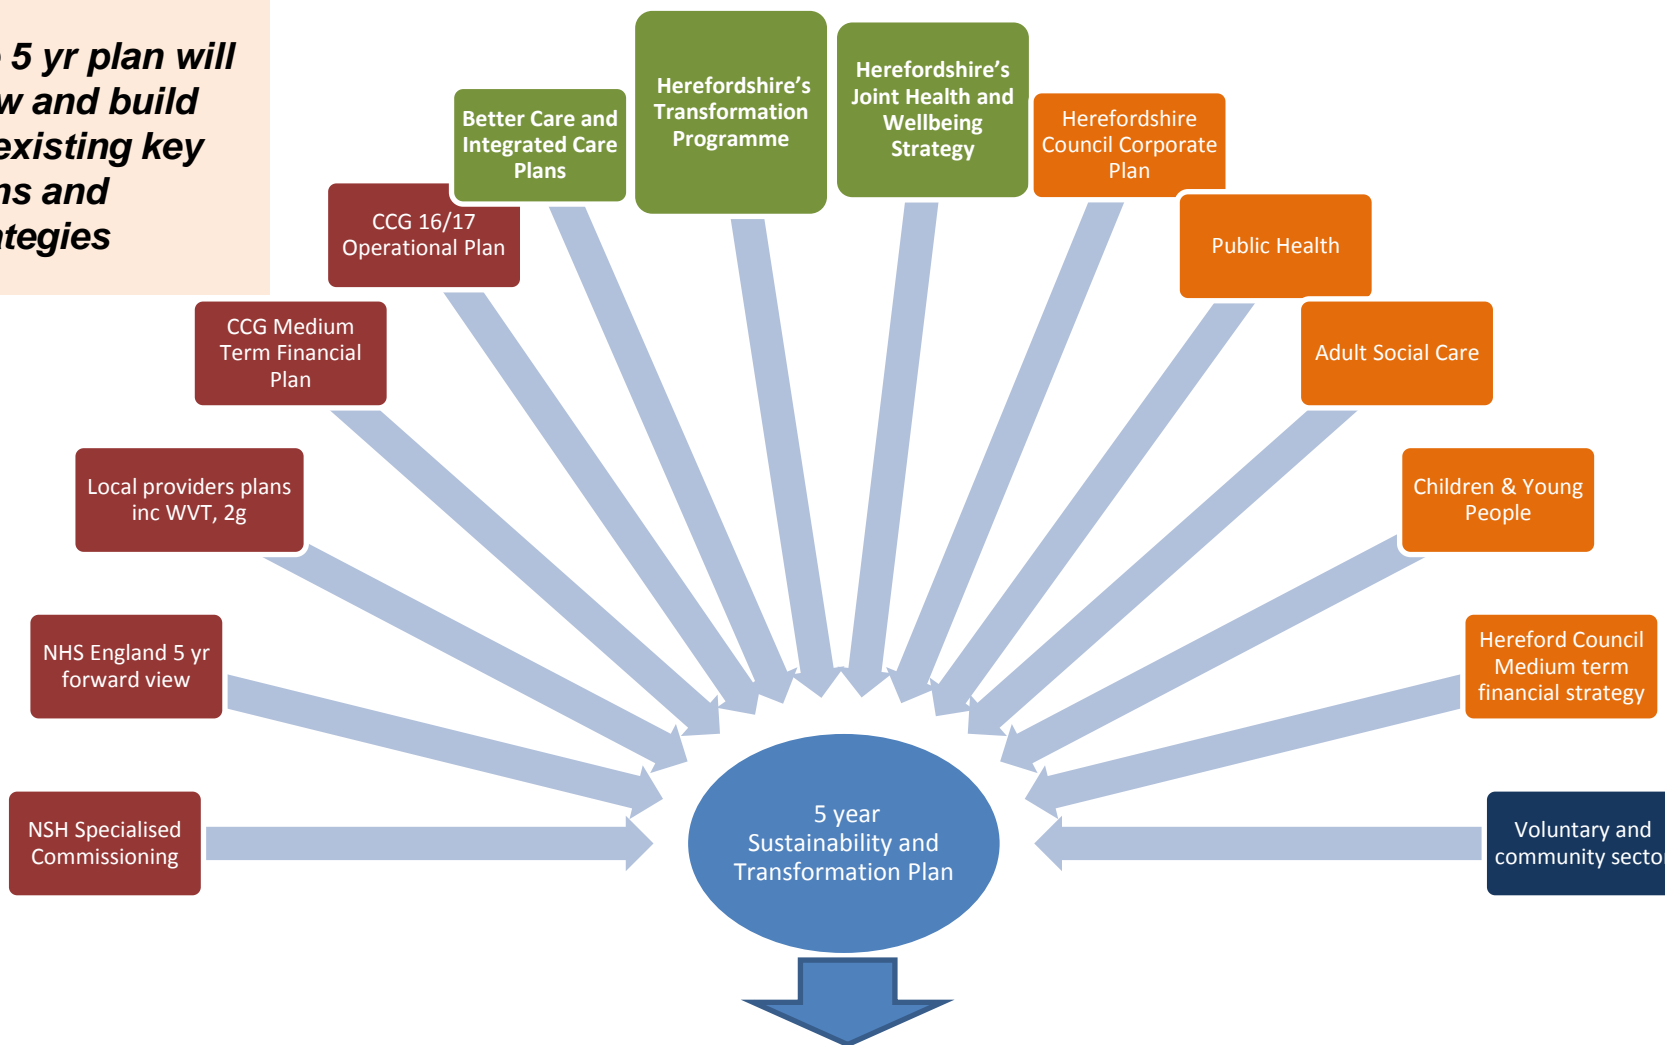 5 yr plan will
and build
existing key
and
Better Care and
Integrated Care
Plans
Herefordshire’s
Transformation
Programme
Herefordshire’s
Joint Health and
Wellbeing
Strategy
Herefordshire
Council Corporate
Plan
CCG 16/17
Operational Plan
Public Health
CCG Medium
Term Financial
Plan
Adult Social Care
Local providers plans
inc WVT, 2g
Children & Young
People
NHS England 5 yr
forward view
Hereford Council
Medium term
financial strategy
NSH Specialised
Commissioning
5 year
Sustainability and
Transformation Plan
Voluntary and
community secto